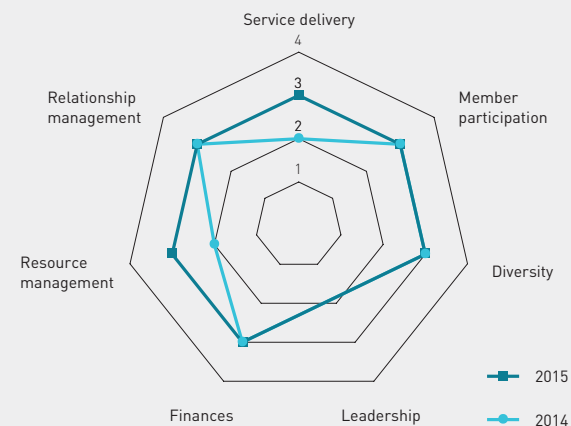 Service delivery
4
3
2
1
Relationship
management
Member
participation
Resource
management
Diversity
Finances
Leadership
2015
2014